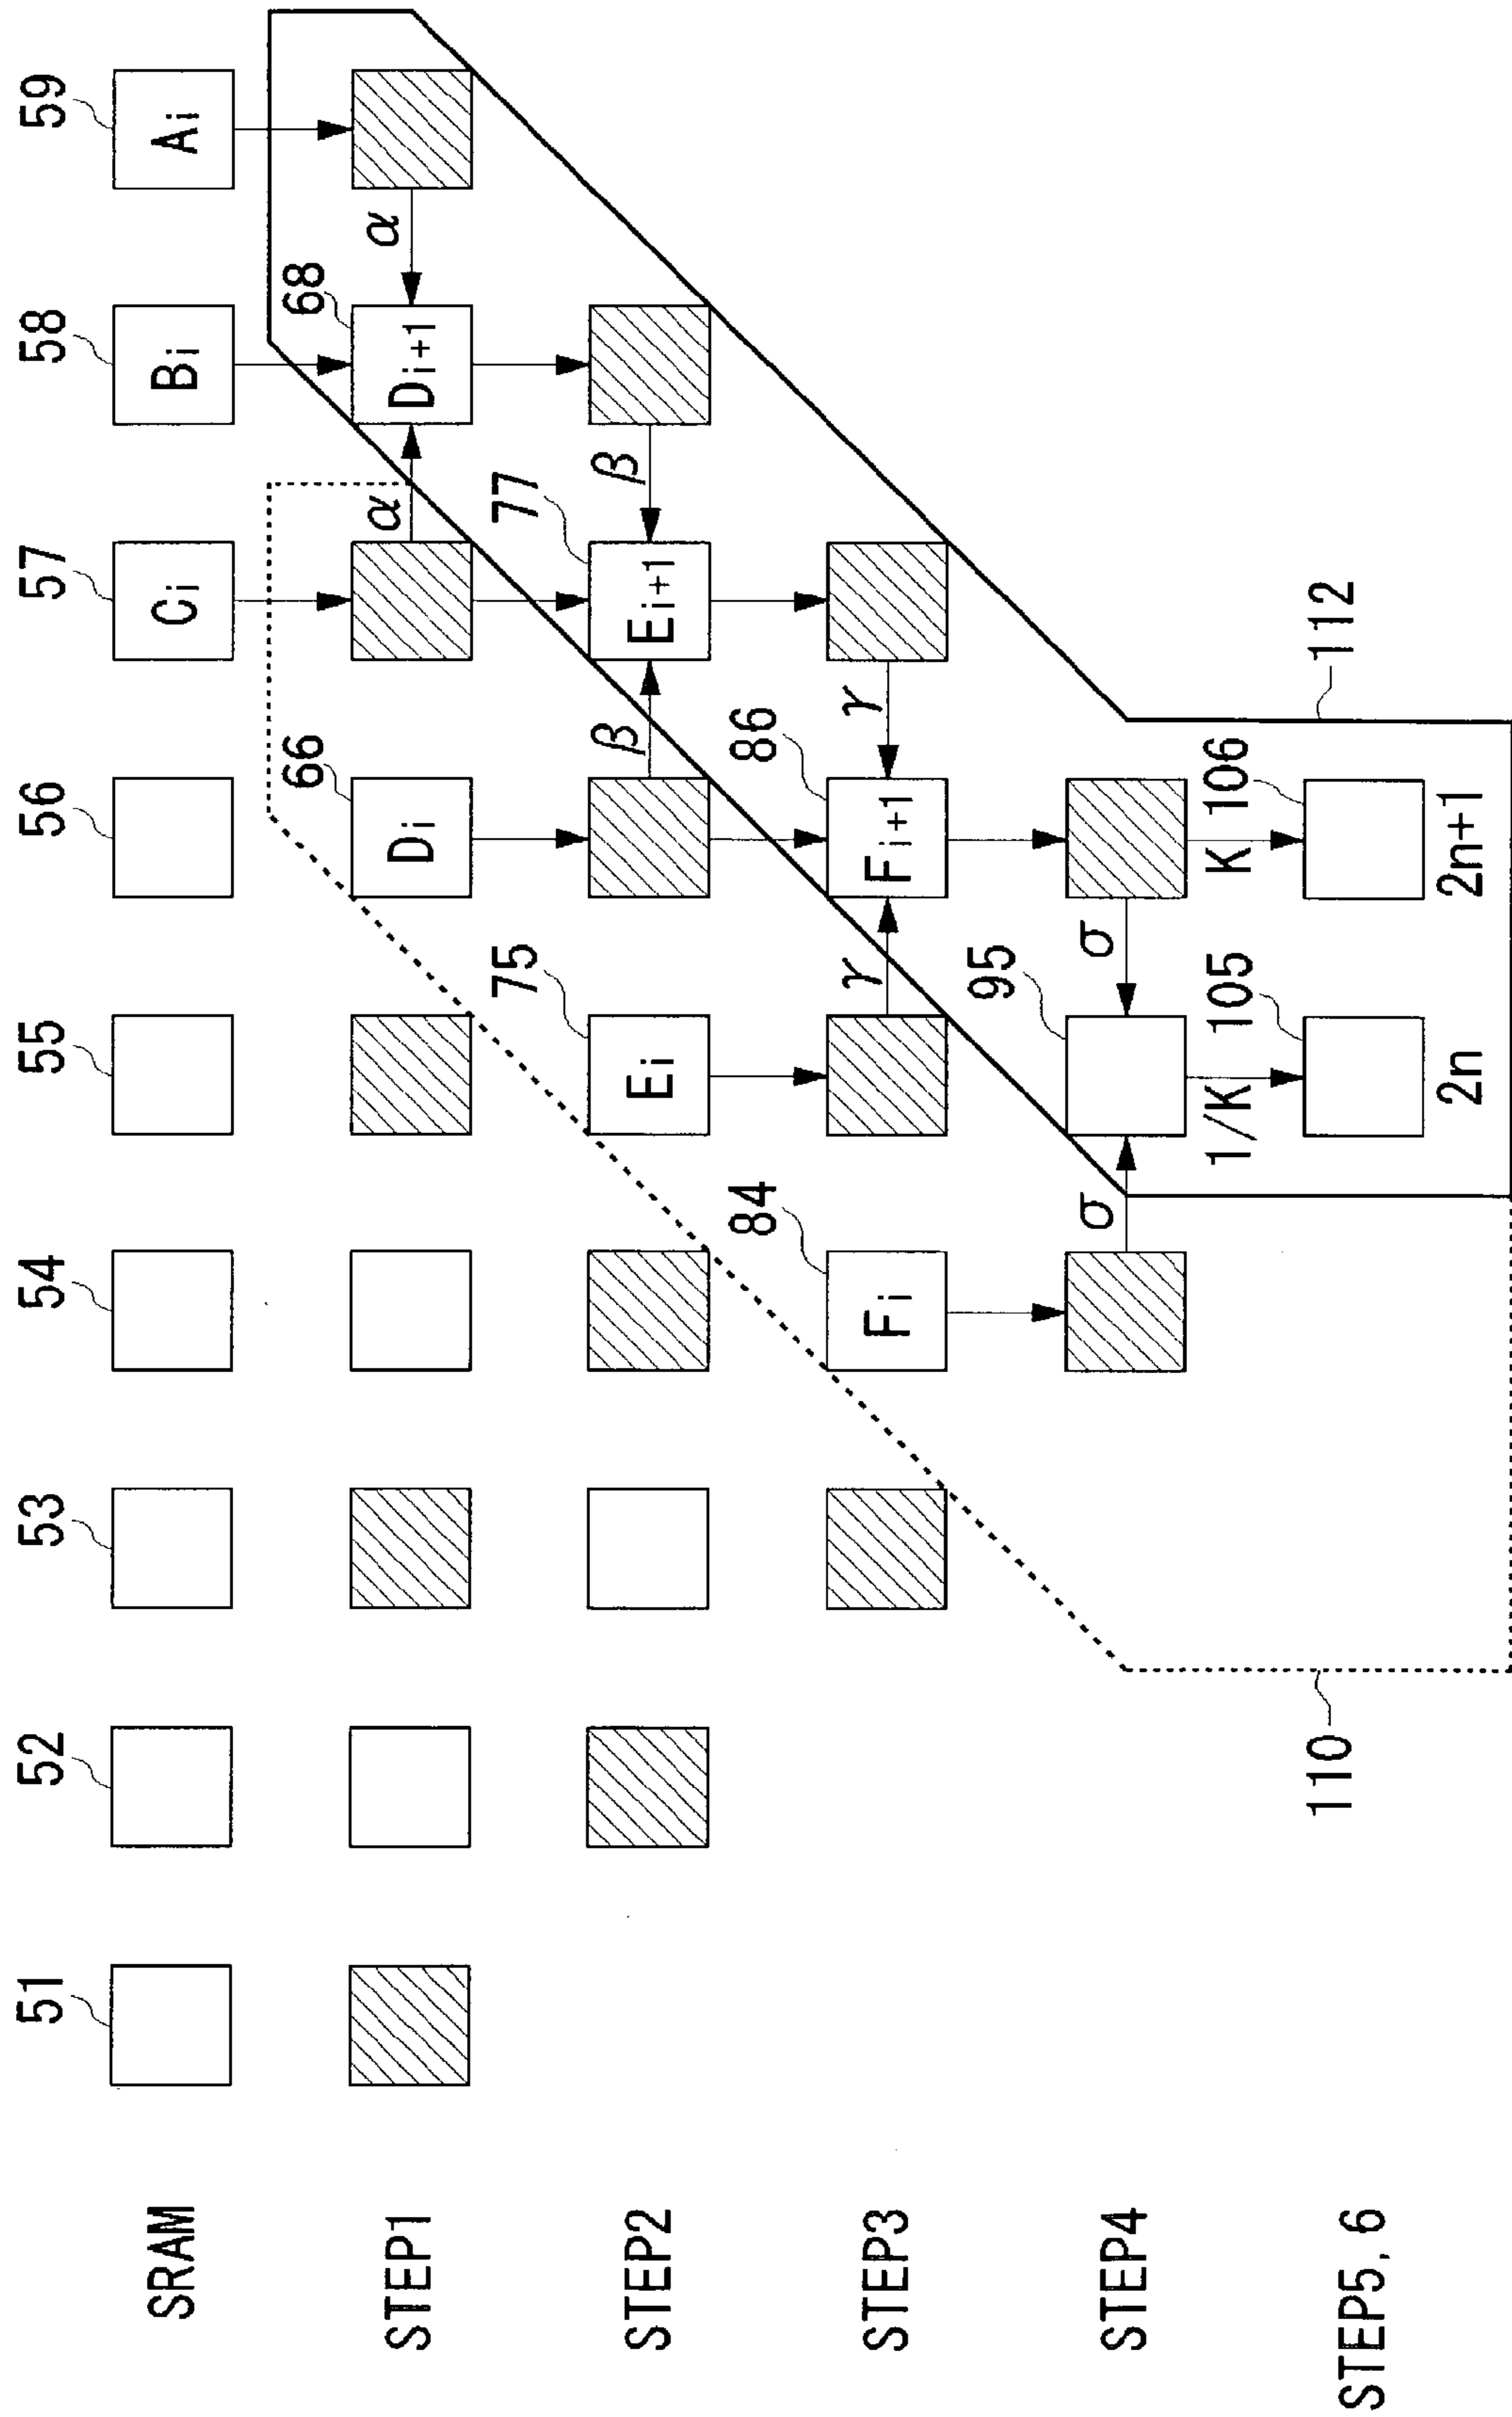 51 52 53 54 55 56 57 58 59
SRAM Ci Bi Ai
66 68
STEP1 Di α Di+1 α
75 77
STEP2 Ei β Ei+1 β
84 86
STEP3 Fi γ Fi+1 γ
95
STEP4 σ σ
1/K 105 K 106
STEP5, 6 110 112
2n 2n+1